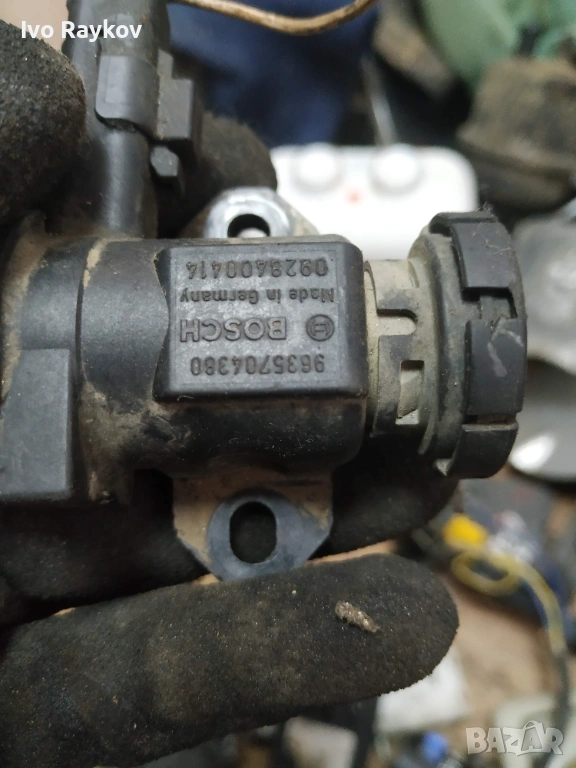 Ivo Raykov
9635704380
BOSCH
Made in Germany
0928400414
BAZAR